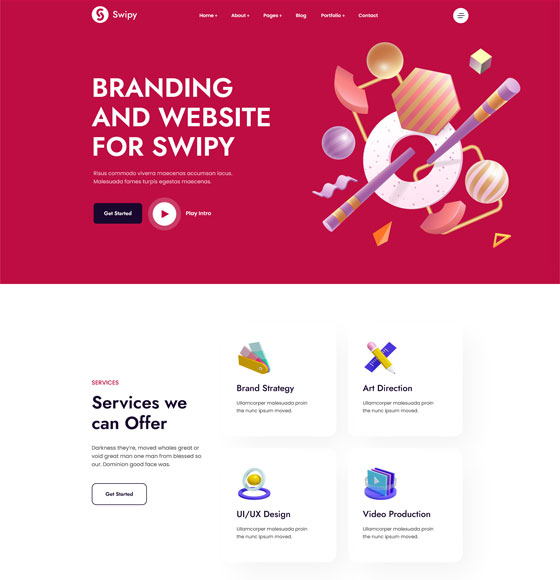 Swipy
Home + About + Pages + Blog Portfolio + Contact
BRANDING
AND WEBSITE
FOR SWIPY
Risus commodo viverra maecenas accumsan lacus.
Malesuada fames turpis egestas maecenas.
Get Started
Play Intro
SERVICES
Services we
can Offer
Darkness they're, moved whales great or
void great man one man from blessed so
our. Dominion good face was.
Get Started
Brand Strategy
Ullamcorper malesuada proin
the nunc ipsum moved.
Art Direction
Ullamcorper malesuada proin
the nunc ipsum moved.
UI/UX Design
Ullamcorper malesuada proin
the nunc ipsum moved.
Video Production
Ullamcorper malesuada proin
the nunc ipsum moved.